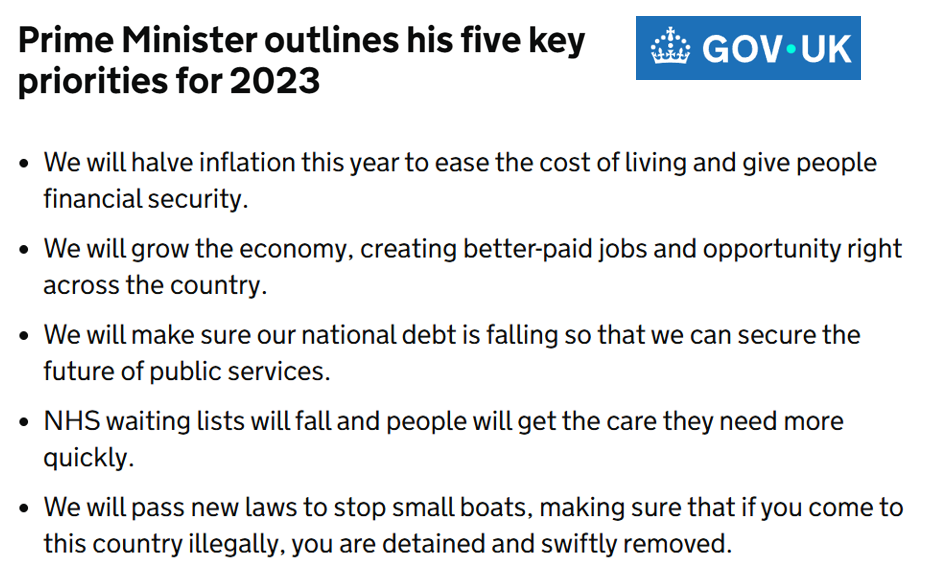 Prime Minister outlines his five key
priorities for 2023
GOV•UK
• We will halve inflation this year to ease the cost of living and give people
financial security.
• We will grow the economy, creating better-paid jobs and opportunity right
across the country.
• We will make sure our national debt is falling so that we can secure the
future of public services.
• NHS waiting lists will fall and people will get the care they need more
quickly.
• We will pass new laws to stop small boats, making sure that if you come to
this country illegally, you are detained and swiftly removed.